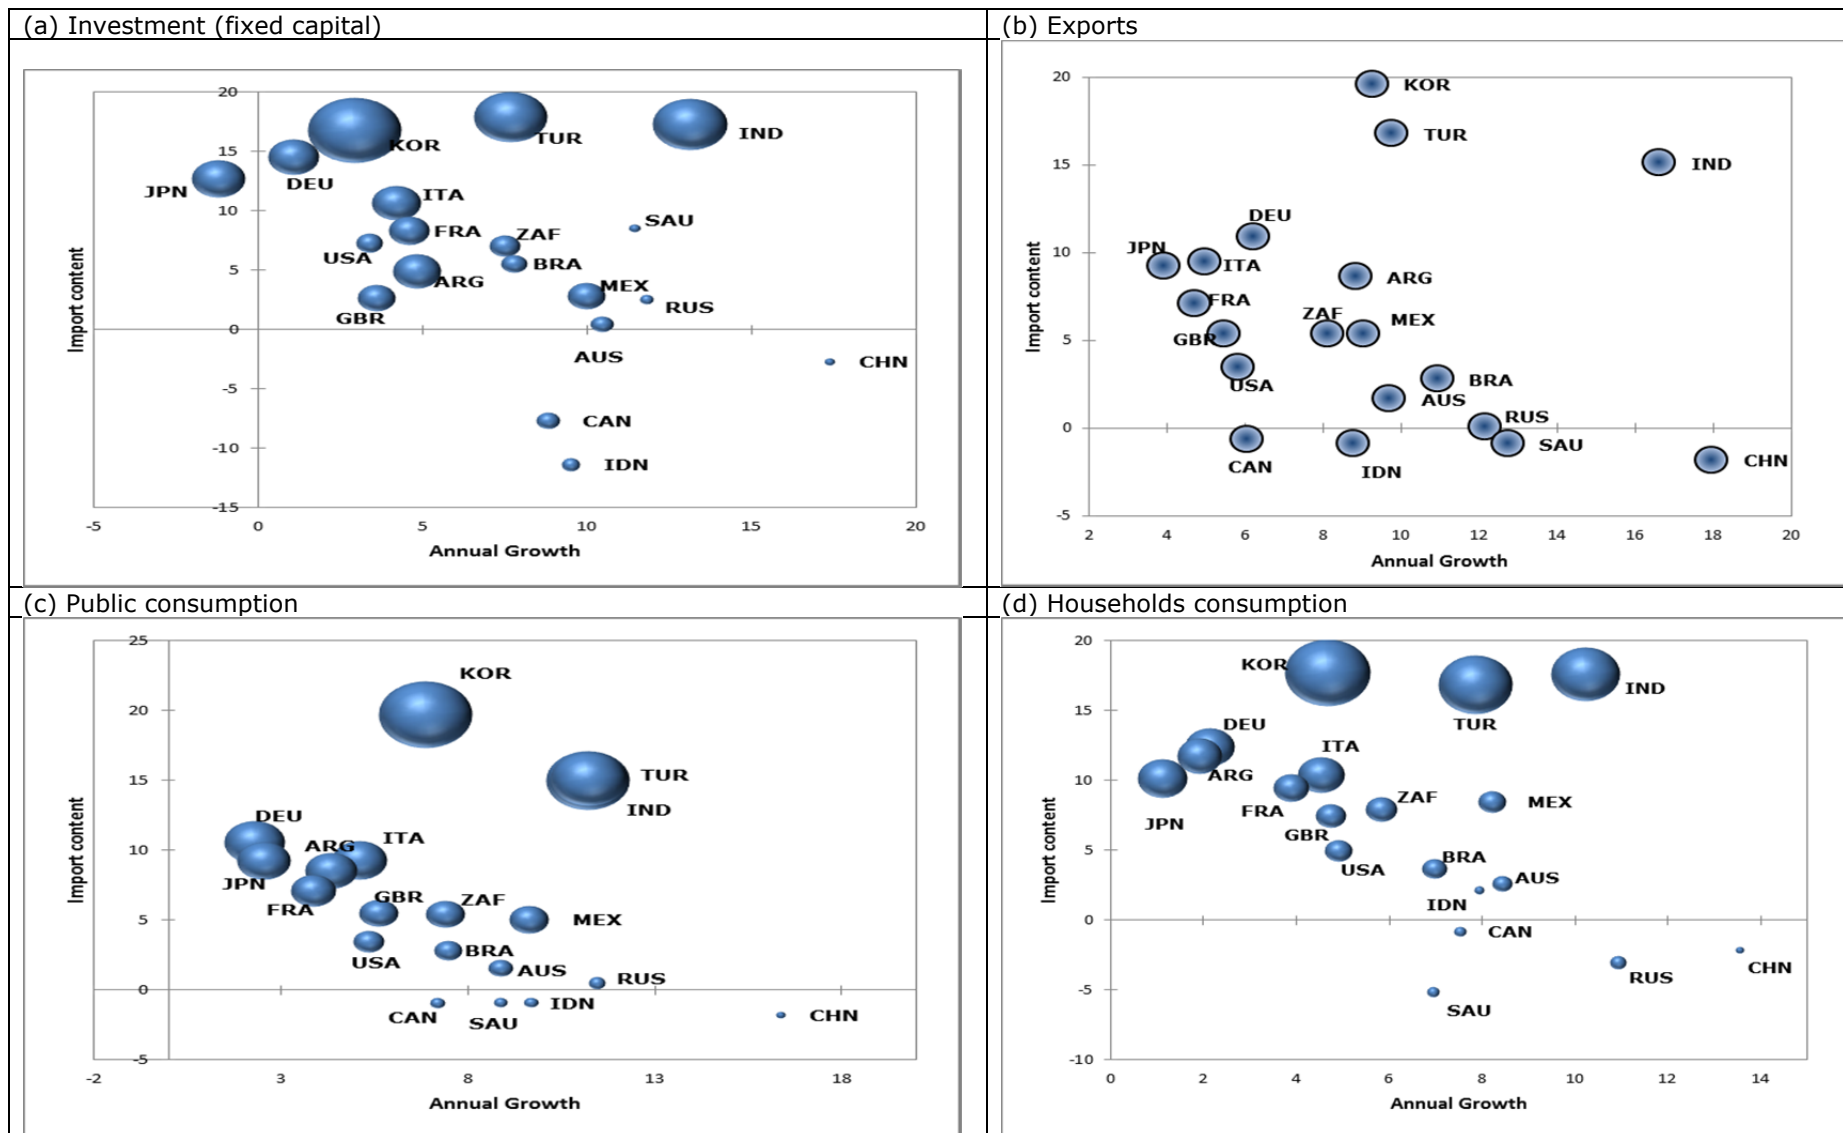 (a) Investment (fixed capital)
20
15
10
5
0
-5
-10
-15
-5 0 5 10 15 20
Import content
Annual Growth
KOR
TUR
IND
JPN
DEU
ITA
FRA
USA
ARG
GBR
ZAF
BRA
SAU
MEX
RUS
AUS
CHN
CAN
IDN
(b) Exports
20
15
10
5
0
-5
2 4 6 8 10 12 14 16 18 20
Import content
Annual Growth
KOR
TUR
IND
DEU
JPN
ITA
ARG
FRA
ZAF
MEX
GBR
USA
BRA
AUS
RUS
SAU
CAN
IDN
CHN
(c) Public consumption
25
20
15
10
5
0
-5
-2 3 8 13 18
Import content
Annual Growth
KOR
TUR
IND
DEU
ARG
ITA
JPN
FRA
GBR
ZAF
MEX
USA
BRA
AUS
RUS
CAN
SAU
IDN
CHN
(d) Households consumption
20
15
10
5
0
-5
-10
0 2 4 6 8 10 12 14
Import content
Annual Growth
KOR
TUR
IND
DEU
ARG
ITA
JPN
FRA
ZAF
MEX
GBR
USA
BRA
AUS
IDN
CAN
RUS
CHN
SAU